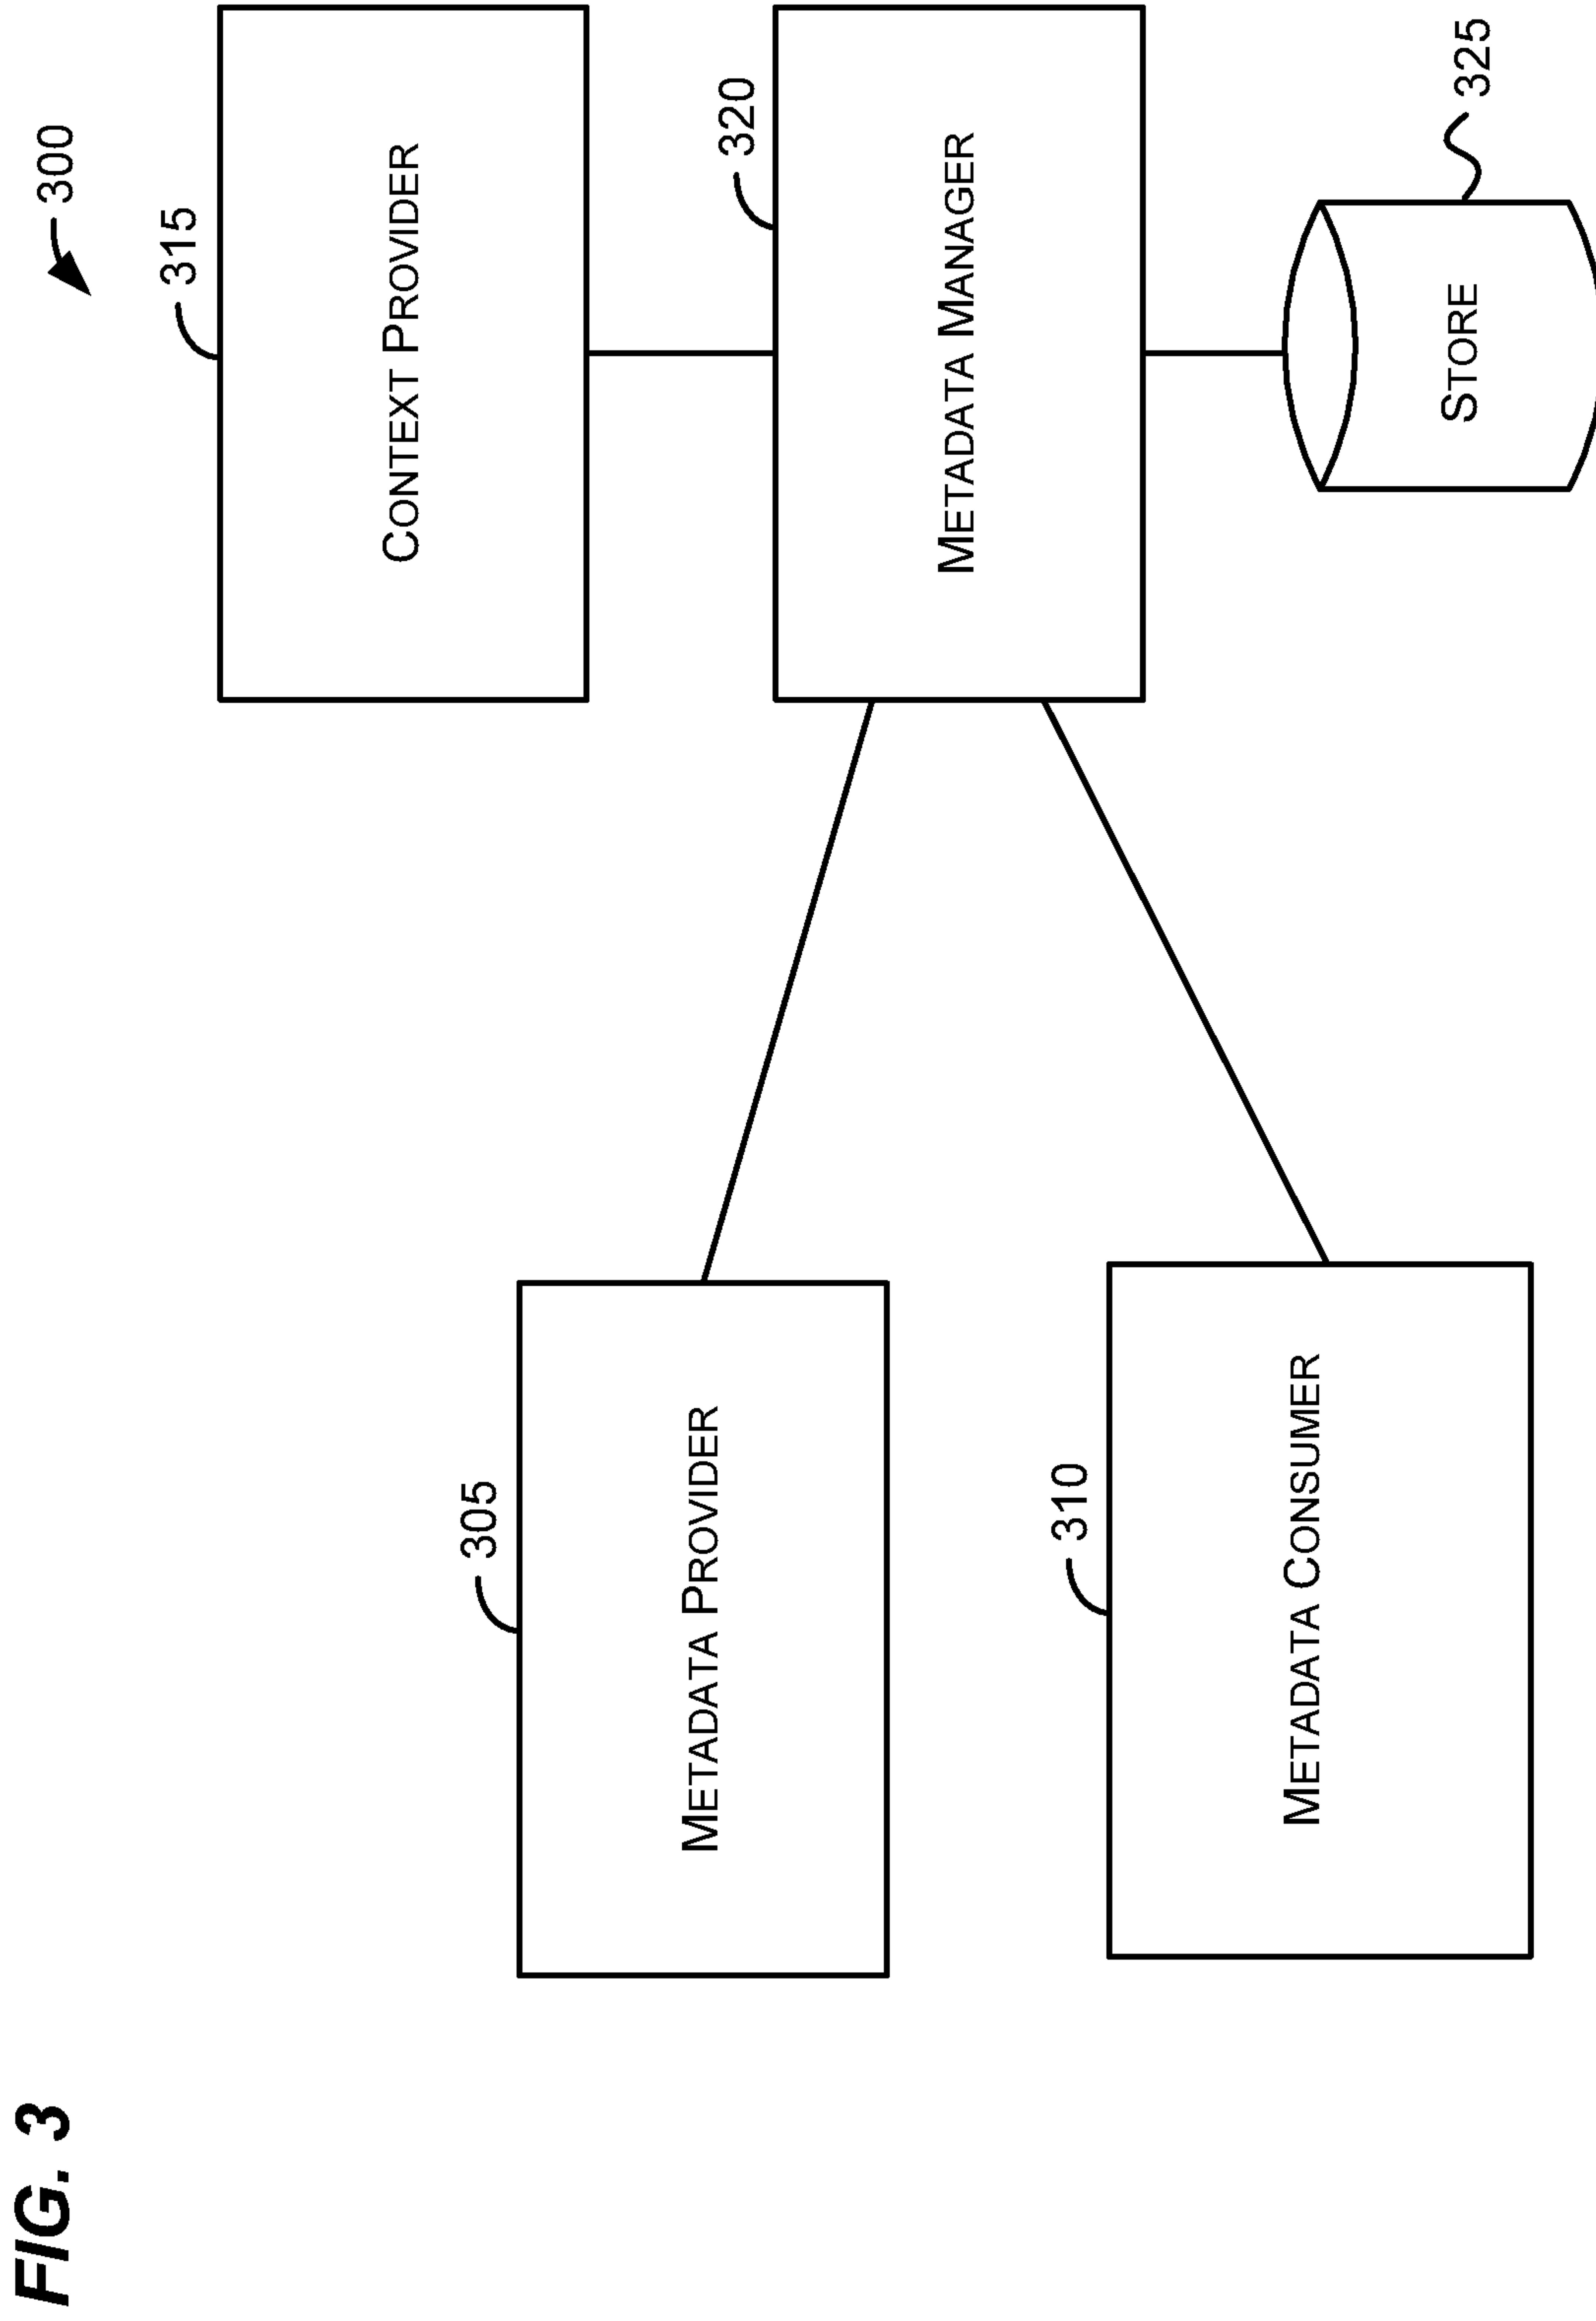 FIG. 3
300
315
CONTEXT PROVIDER
305
METADATA PROVIDER
320
METADATA MANAGER
310
METADATA CONSUMER
325
STORE